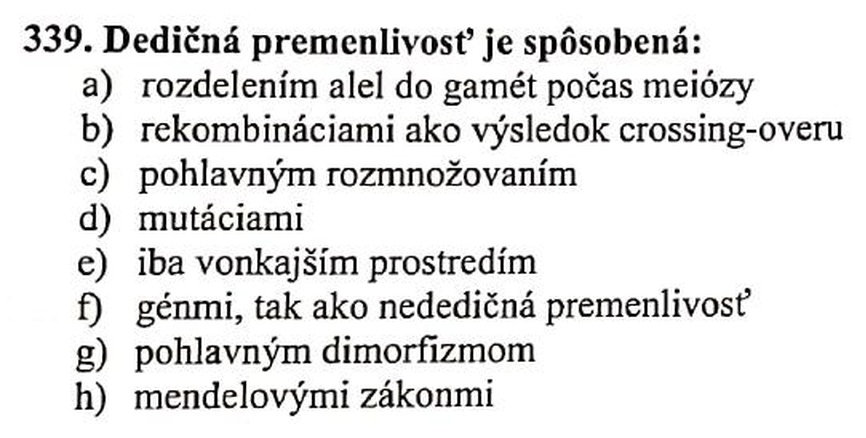 339. Dedičná premenlivosť je spôsobená:
a) rozdelením alel do gamét počas meiózy
b) rekombináciami ako výsledok crossing-overu
c) pohlavným rozmnožovaním
d) mutáciami
e) iba vonkajším prostredím
f) génmi, tak ako nededičná premenlivosť
g) pohlavným dimorfizmom
h) mendelovými zákonmi